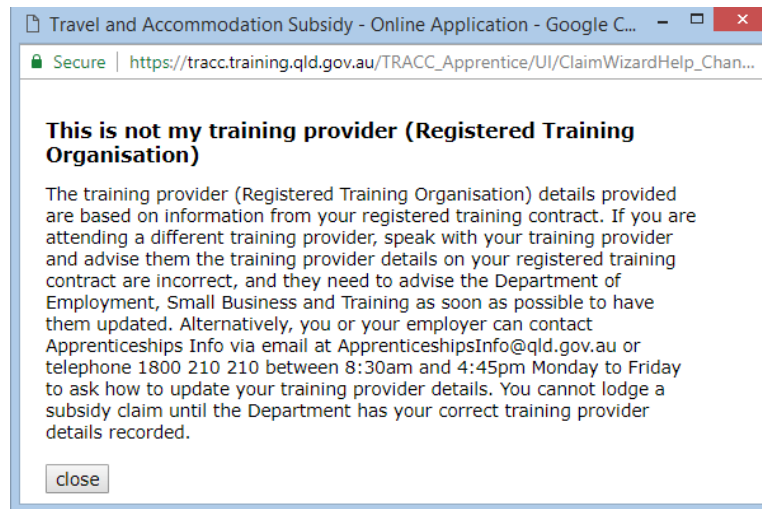 Travel and Accommodation Subsidy - Online Application - Google C...
Secure | https://tracc.training.qld.gov.au/TRACC_Apprentice/UI/ClaimWizardHelp_Chan...
This is not my training provider (Registered Training
Organisation)
The training provider (Registered Training Organisation) details provided
are based on information from your registered training contract. If you are
attending a different training provider, speak with your training provider
and advise them the training provider details on your registered training
contract are incorrect, and they need to advise the Department of
Employment, Small Business and Training as soon as possible to have
them updated. Alternatively, you or your employer can contact
Apprenticeships Info via email at ApprenticeshipsInfo@qld.gov.au or
telephone 1800 210 210 between 8:30am and 4:45pm Monday to Friday
to ask how to update your training provider details. You cannot lodge a
subsidy claim until the Department has your correct training provider
details recorded.
close